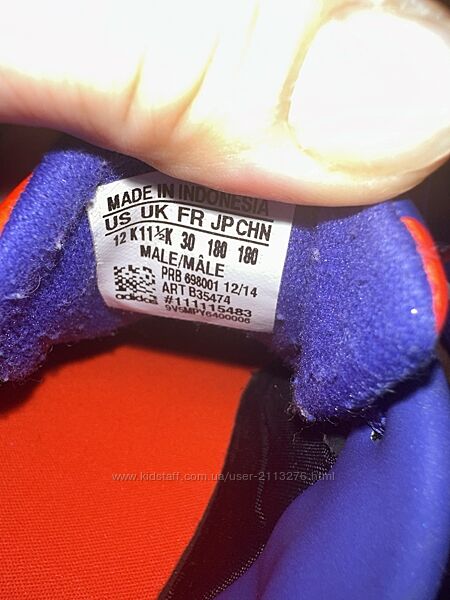 MADE IN INDONESIA
US UK FR JP CHN
12 K 11½K 30 180 180
MALE/MÂLE
PRB 698001 12/14
ART B35474
adidas #111115483
9V5MPY6400006
www.kidstaff.com.ua/user-2113276.html